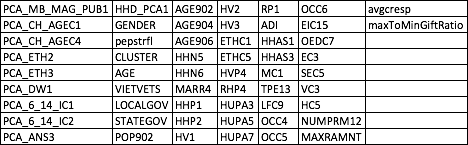 PCA_MB_MAG_PUB1 HHD_PCA1 AGE902 HV2 RP1 OCC6 avgcresp
PCA_CH_AGEC1 GENDER AGE904 HV3 ADI EIC15 maxToMinGiftRatio
PCA_CH_AGEC4 pepstrfl AGE906 ETHC1 HHAS1 OEDC7
PCA_ETH2 CLUSTER HHN5 ETHC5 HHAS3 EC3
PCA_ETH3 AGE HHN6 HVP4 MC1 SEC5
PCA_DW1 VIETVETS MARR4 RHP4 TPE13 VC3
PCA_6_14_IC1 LOCALGOV HHP1 HUPA3 LFC9 HC5
PCA_6_14_IC2 STATEGOV HHP2 HUPA5 OCC4 NUMPRM12
PCA_ANS3 POP902 HV1 HUPA7 OCC5 MAXRAMNT